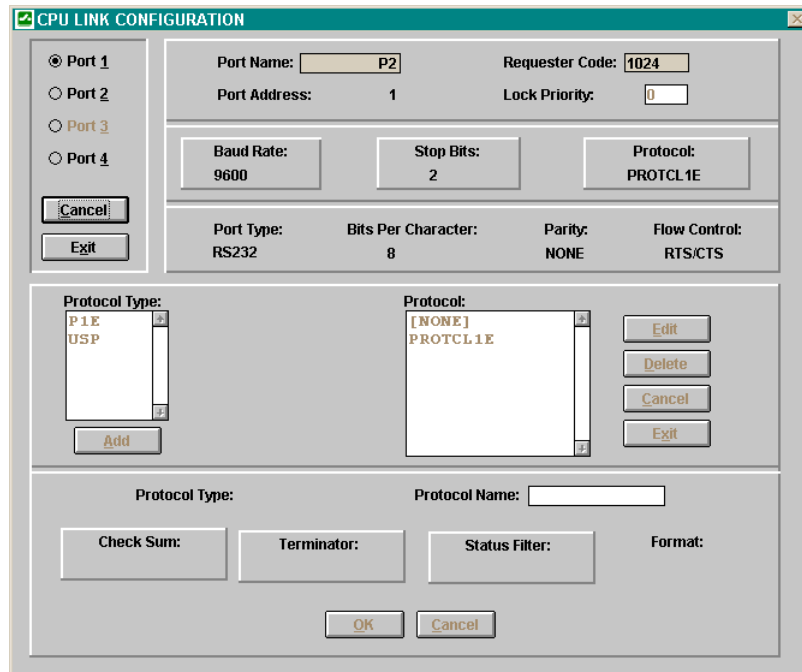 CPU LINK CONFIGURATION
Port 1
Port 2
Port 3
Port 4
Cancel
Exit
Port Name: P2 Requester Code: 1024
Port Address: 1 Lock Priority: 0
Baud Rate: Stop Bits: Protocol:
9600 2 PROTCL1E
Port Type: Bits Per Character: Parity: Flow Control:
RS232 8 NONE RTS/CTS
Protocol Type:
P1E
USP
Add
Protocol:
[NONE]
PROTCL1E
Edit
Delete
Cancel
Exit
Protocol Type: Protocol Name:
Check Sum: Terminator: Status Filter: Format:
OK Cancel